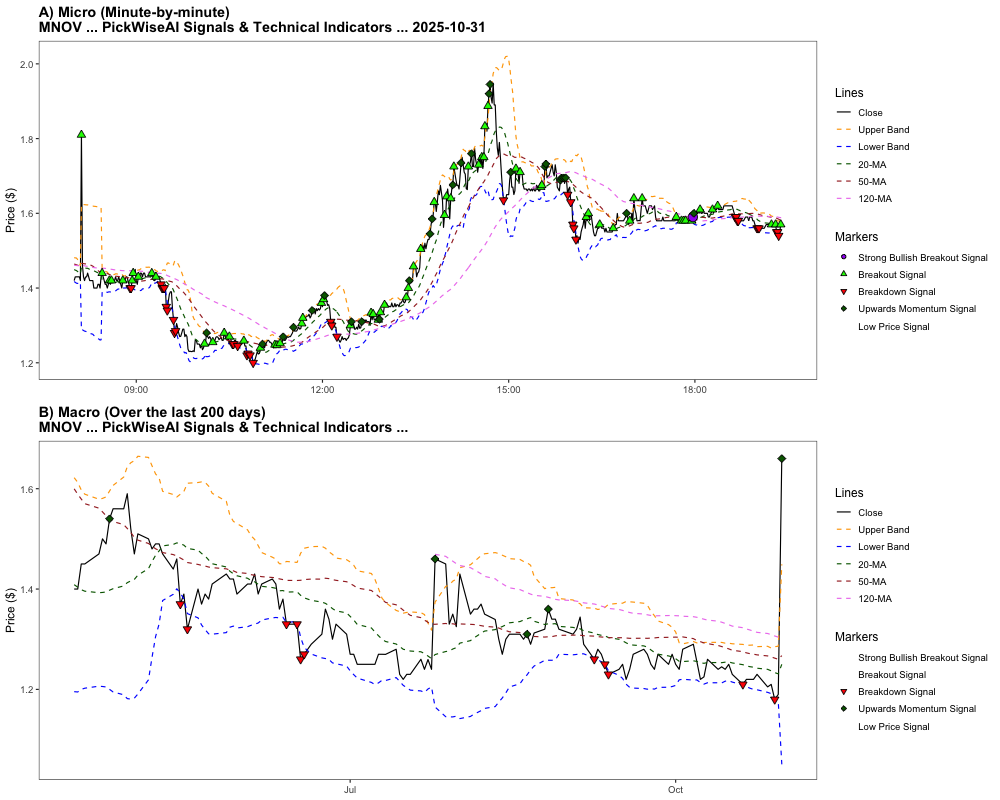 A) Micro (Minute-by-minute)
MNOV ... PickWiseAI Signals & Technical Indicators ... 2025-10-31
Price ($)
2.0
1.8
1.6
1.4
1.2
09:00
12:00
15:00
18:00
Lines
Close
Upper Band
Lower Band
20-MA
50-MA
120-MA
Markers
Strong Bullish Breakout Signal
Breakout Signal
Breakdown Signal
Upwards Momentum Signal
Low Price Signal
B) Macro (Over the last 200 days)
MNOV ... PickWiseAI Signals & Technical Indicators ...
Price ($)
1.6
1.4
1.2
Jul
Oct
Lines
Close
Upper Band
Lower Band
20-MA
50-MA
120-MA
Markers
Strong Bullish Breakout Signal
Breakout Signal
Breakdown Signal
Upwards Momentum Signal
Low Price Signal